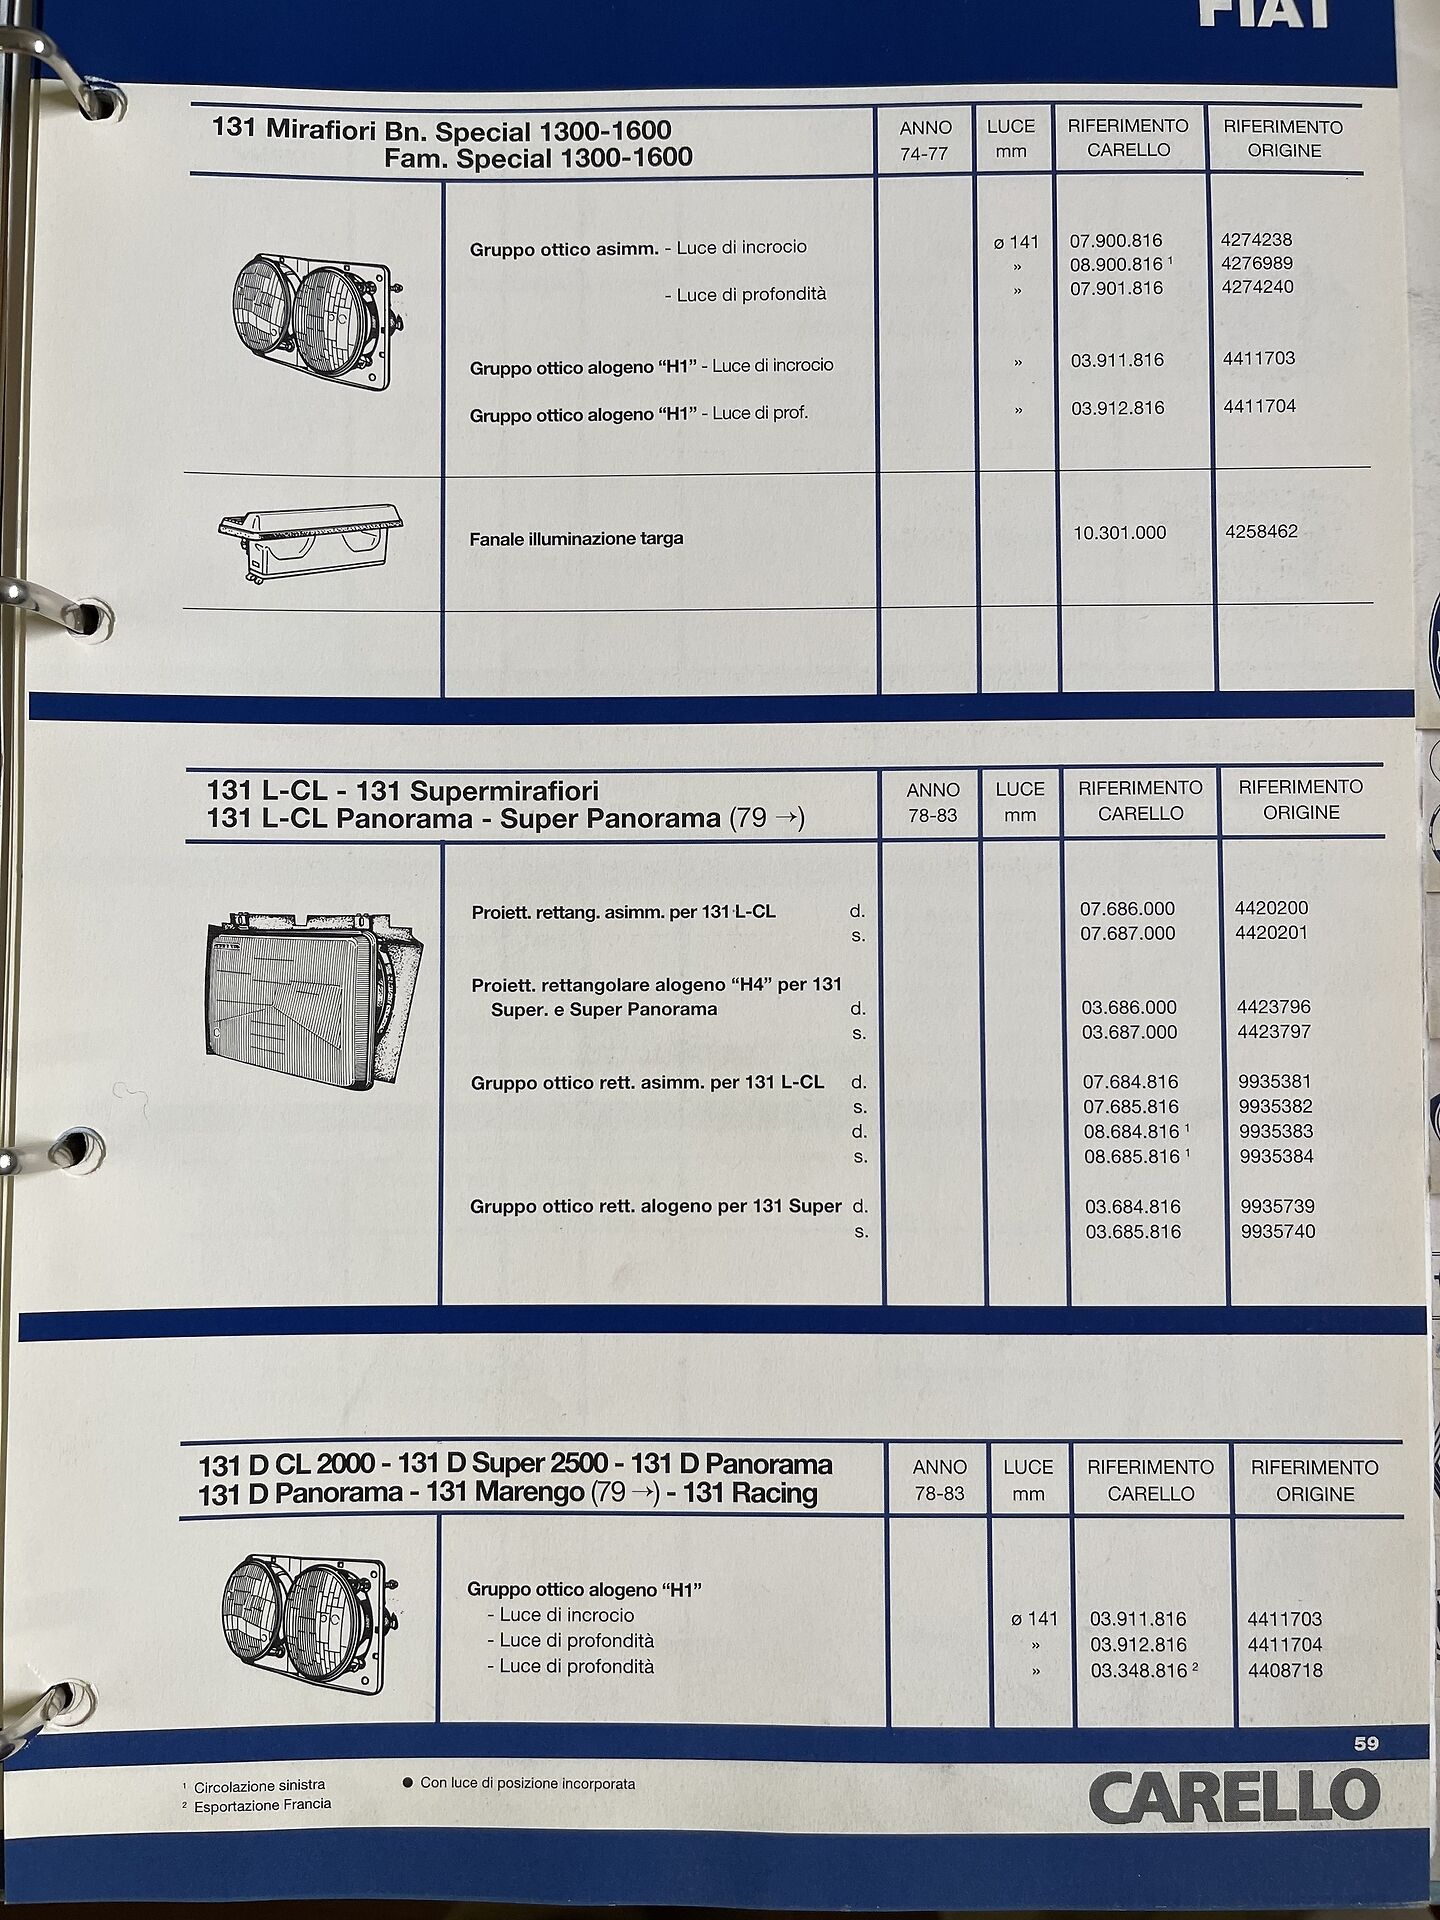 FIAT
131 Mirafiori Bn. Special 1300-1600
Fam. Special 1300-1600
ANNO
74-77
LUCE
mm
RIFERIMENTO
CARELLO
RIFERIMENTO
ORIGINE
Gruppo ottico asimm. - Luce di incrocio ø 141 07.900.816 4274238
» 08.900.816 ¹ 4276989
- Luce di profondità » 07.901.816 4274240
Gruppo ottico alogeno “H1” - Luce di incrocio » 03.911.816 4411703
Gruppo ottico alogeno “H1” - Luce di prof. » 03.912.816 4411704
Fanale illuminazione targa 10.301.000 4258462
131 L-CL - 131 Supermirafiori
131 L-CL Panorama - Super Panorama (79 →)
ANNO
78-83
LUCE
mm
RIFERIMENTO
CARELLO
RIFERIMENTO
ORIGINE
Proiett. rettang. asimm. per 131 L-CL d. 07.686.000 4420200
s. 07.687.000 4420201
Proiett. rettangolare alogeno “H4” per 131
Super. e Super Panorama d. 03.686.000 4423796
s. 03.687.000 4423797
Gruppo ottico rett. asimm. per 131 L-CL d. 07.684.816 9935381
s. 07.685.816 9935382
d. 08.684.816 ¹ 9935383
s. 08.685.816 ¹ 9935384
Gruppo ottico rett. alogeno per 131 Super d. 03.684.816 9935739
s. 03.685.816 9935740
131 D CL 2000 - 131 D Super 2500 - 131 D Panorama
131 D Panorama - 131 Marengo (79 →) - 131 Racing
ANNO
78-83
LUCE
mm
RIFERIMENTO
CARELLO
RIFERIMENTO
ORIGINE
Gruppo ottico alogeno “H1”
- Luce di incrocio ø 141 03.911.816 4411703
- Luce di profondità » 03.912.816 4411704
- Luce di profondità » 03.348.816 ² 4408718
59
¹ Circolazione sinistra
² Esportazione Francia
● Con luce di posizione incorporata
CARELLO